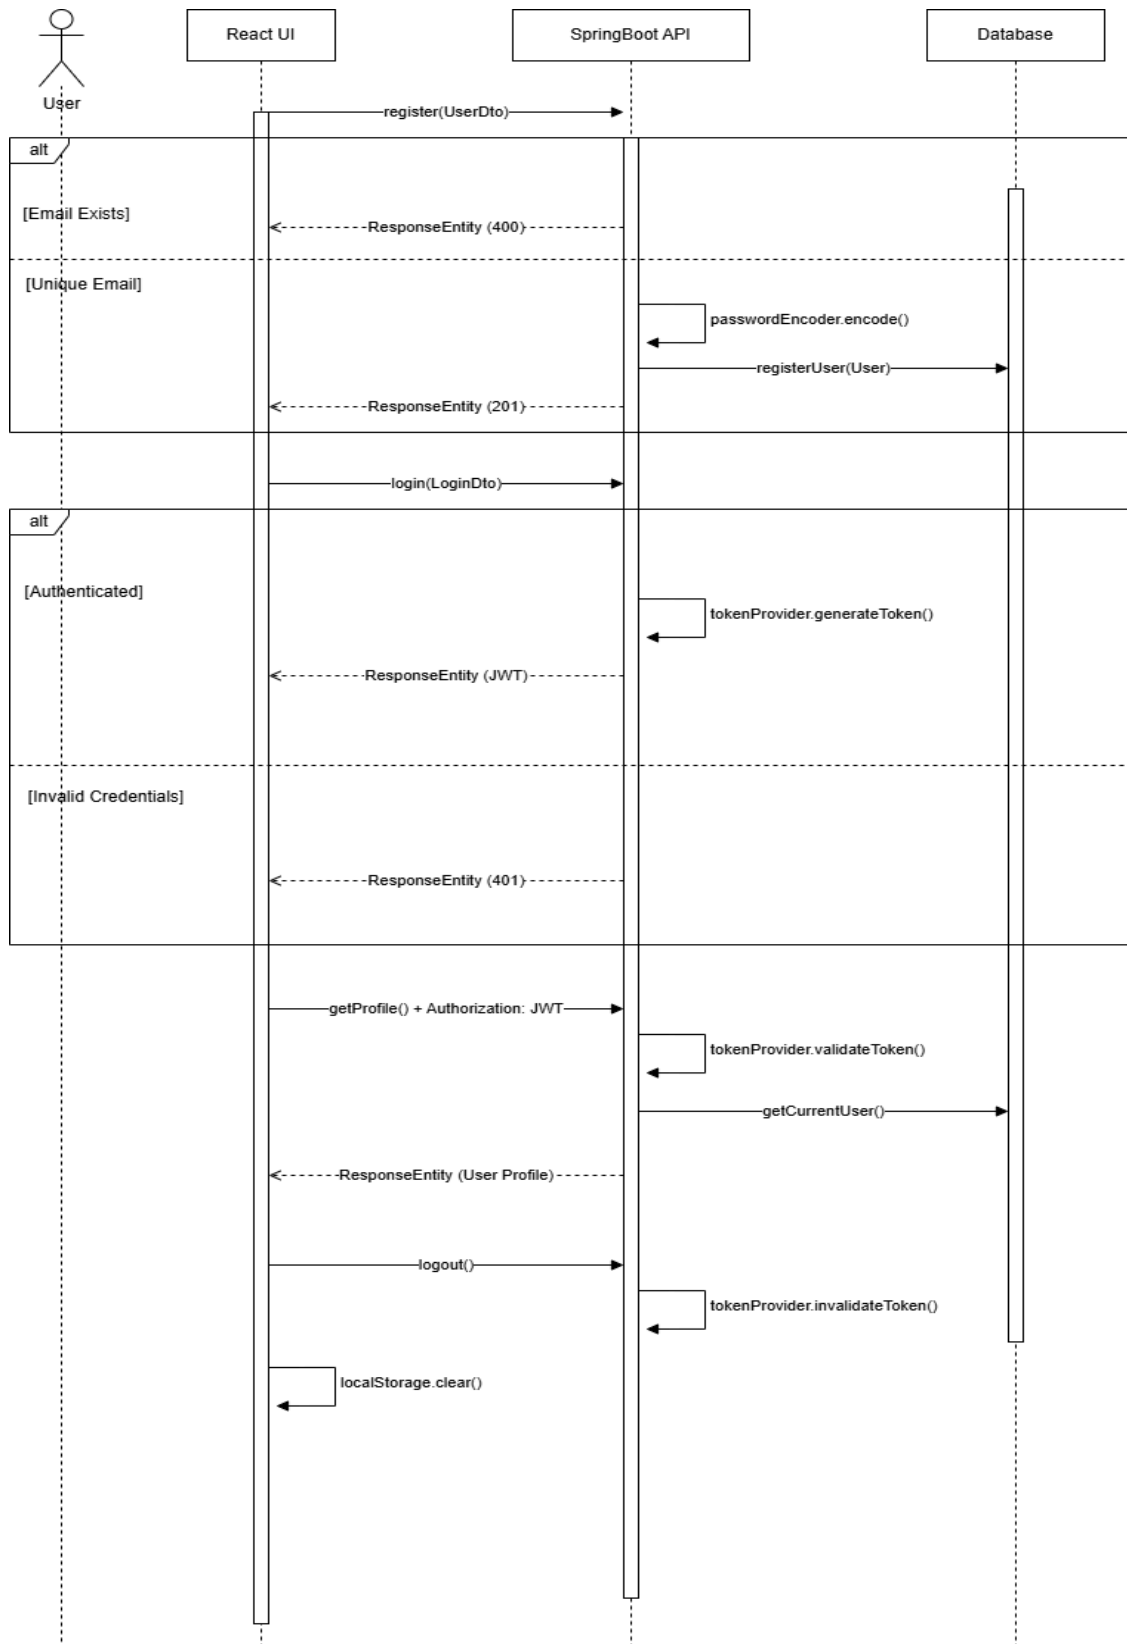 React UI
SpringBoot API
Database
User
register(UserDto)
alt
[Email Exists]
ResponseEntity (400)
[Unique Email]
passwordEncoder.encode()
registerUser(User)
ResponseEntity (201)
login(LoginDto)
alt
[Authenticated]
tokenProvider.generateToken()
ResponseEntity (JWT)
[Invalid Credentials]
ResponseEntity (401)
getProfile() + Authorization: JWT
tokenProvider.validateToken()
getCurrentUser()
ResponseEntity (User Profile)
logout()
tokenProvider.invalidateToken()
localStorage.clear()